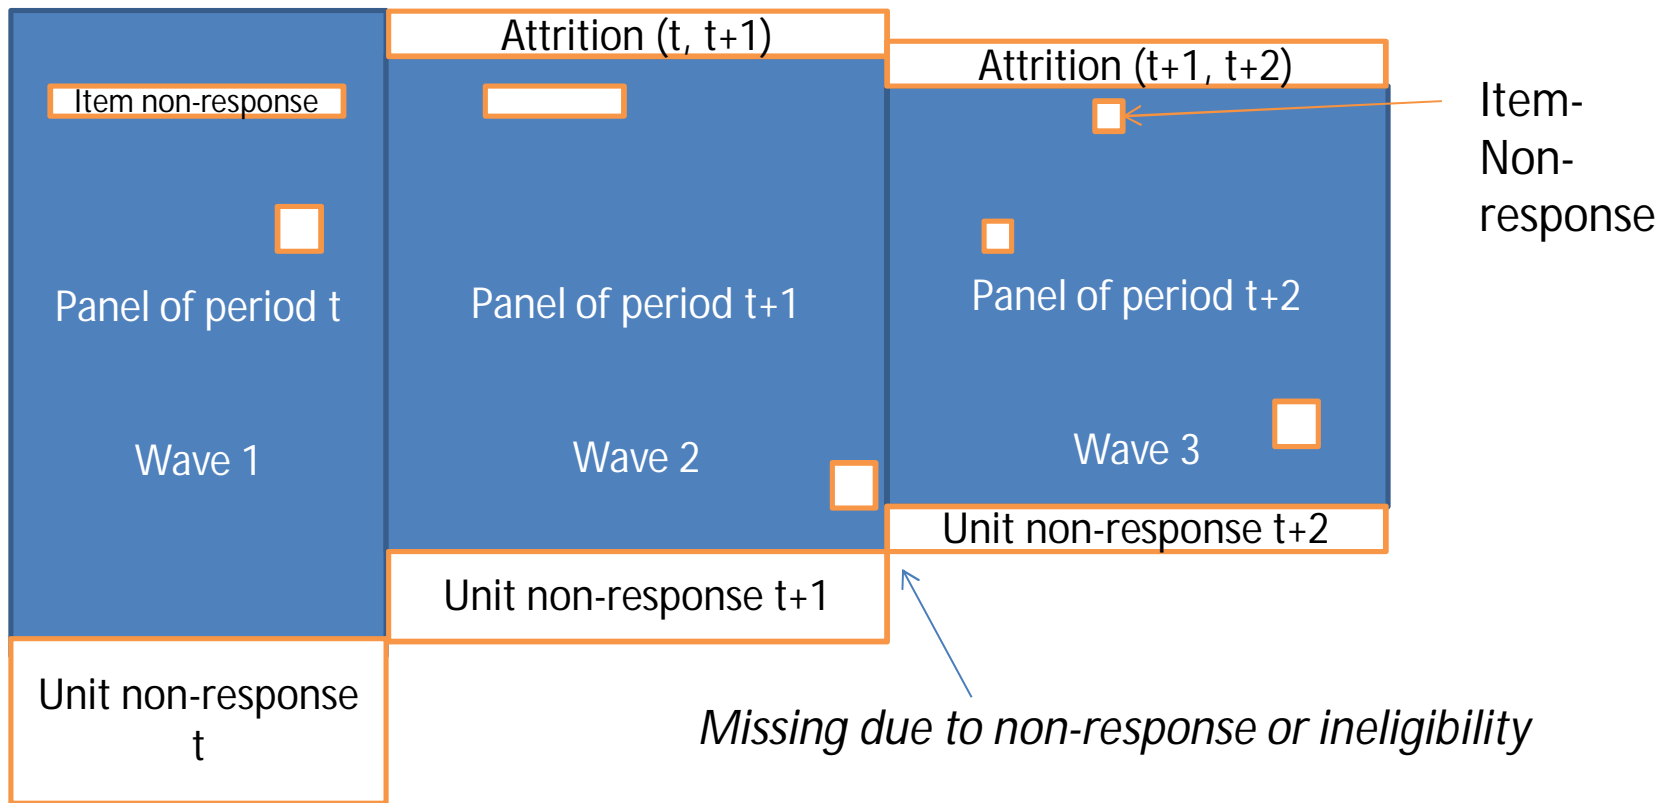 Attrition (t, t+1)
Attrition (t+1, t+2)
Item non-response
Item-
Non-
response
Panel of period t
Panel of period t+1
Panel of period t+2
Wave 1
Wave 2
Wave 3
Unit non-response t+2
Unit non-response t+1
Unit non-response
t
Missing due to non-response or ineligibility